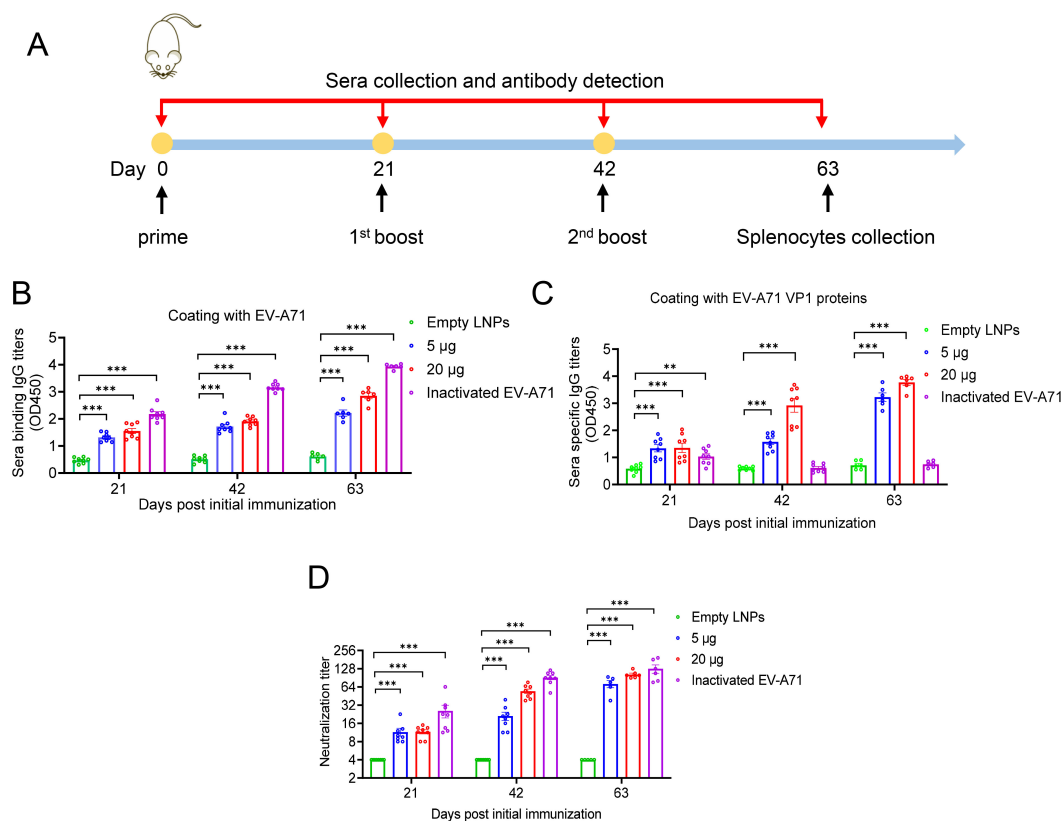 A
Sera collection and antibody detection
Day 0 21 42 63
prime 1st boost 2nd boost Splenocytes collection
B
Coating with EV-A71
Sera binding IgG titers
(OD450)
5
4
3
2
1
0
*** *** ***
*** *** ***
*** *** ***
21 42 63
Days post initial immunization
Empty LNPs
5 µg
20 µg
Inactivated EV-A71
C
Coating with EV-A71 VP1 proteins
Sera specific IgG titers
(OD450)
5
4
3
2
1
0
*** *** **
*** ***
*** ***
21 42 63
Days post initial immunization
Empty LNPs
5 µg
20 µg
Inactivated EV-A71
D
Neutralization titer
256
128
64
32
16
8
4
2
*** *** ***
*** *** ***
*** *** ***
21 42 63
Days post initial immunization
Empty LNPs
5 µg
20 µg
Inactivated EV-A71